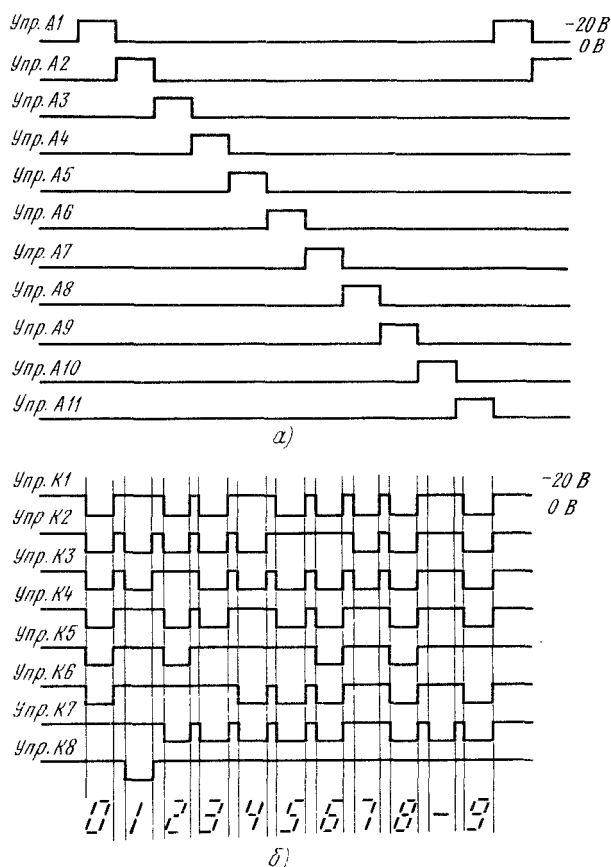 Упр. А1
-20 В
0 В
Упр. А2
Упр. А3
Упр. А4
Упр. А5
Упр. А6
Упр. А7
Упр. А8
Упр. А9
Упр. А10
Упр. А11
а)
Упр. К1
-20 В
Упр. К2
0 В
Упр. К3
Упр. К4
Упр. К5
Упр. К6
Упр. К7
Упр. К8
0 1 2 3 4 5 6 7 8 - 9
б)